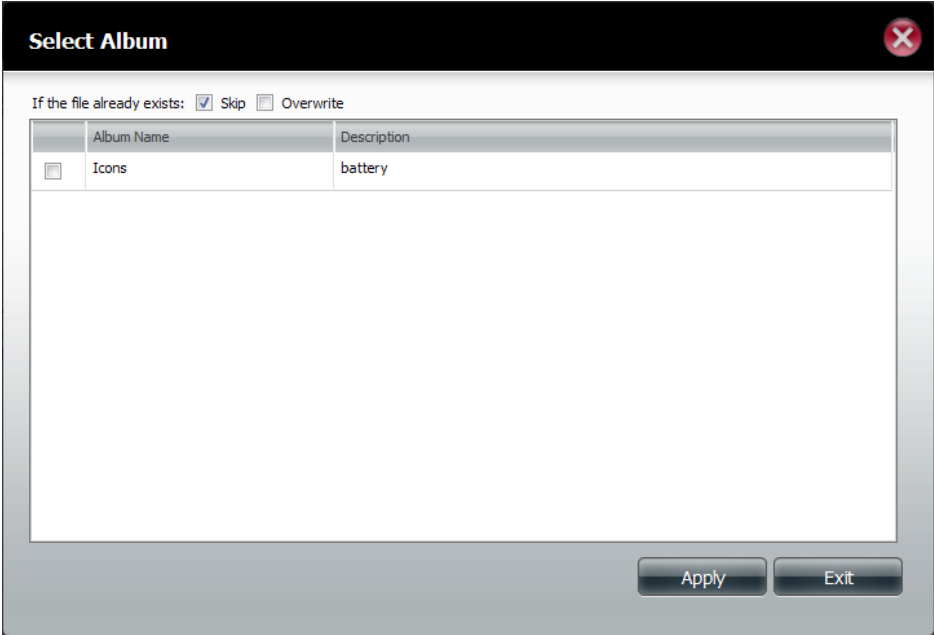 Select Album
If the file already exists: Skip Overwrite
Album Name Description
Icons battery
Apply Exit